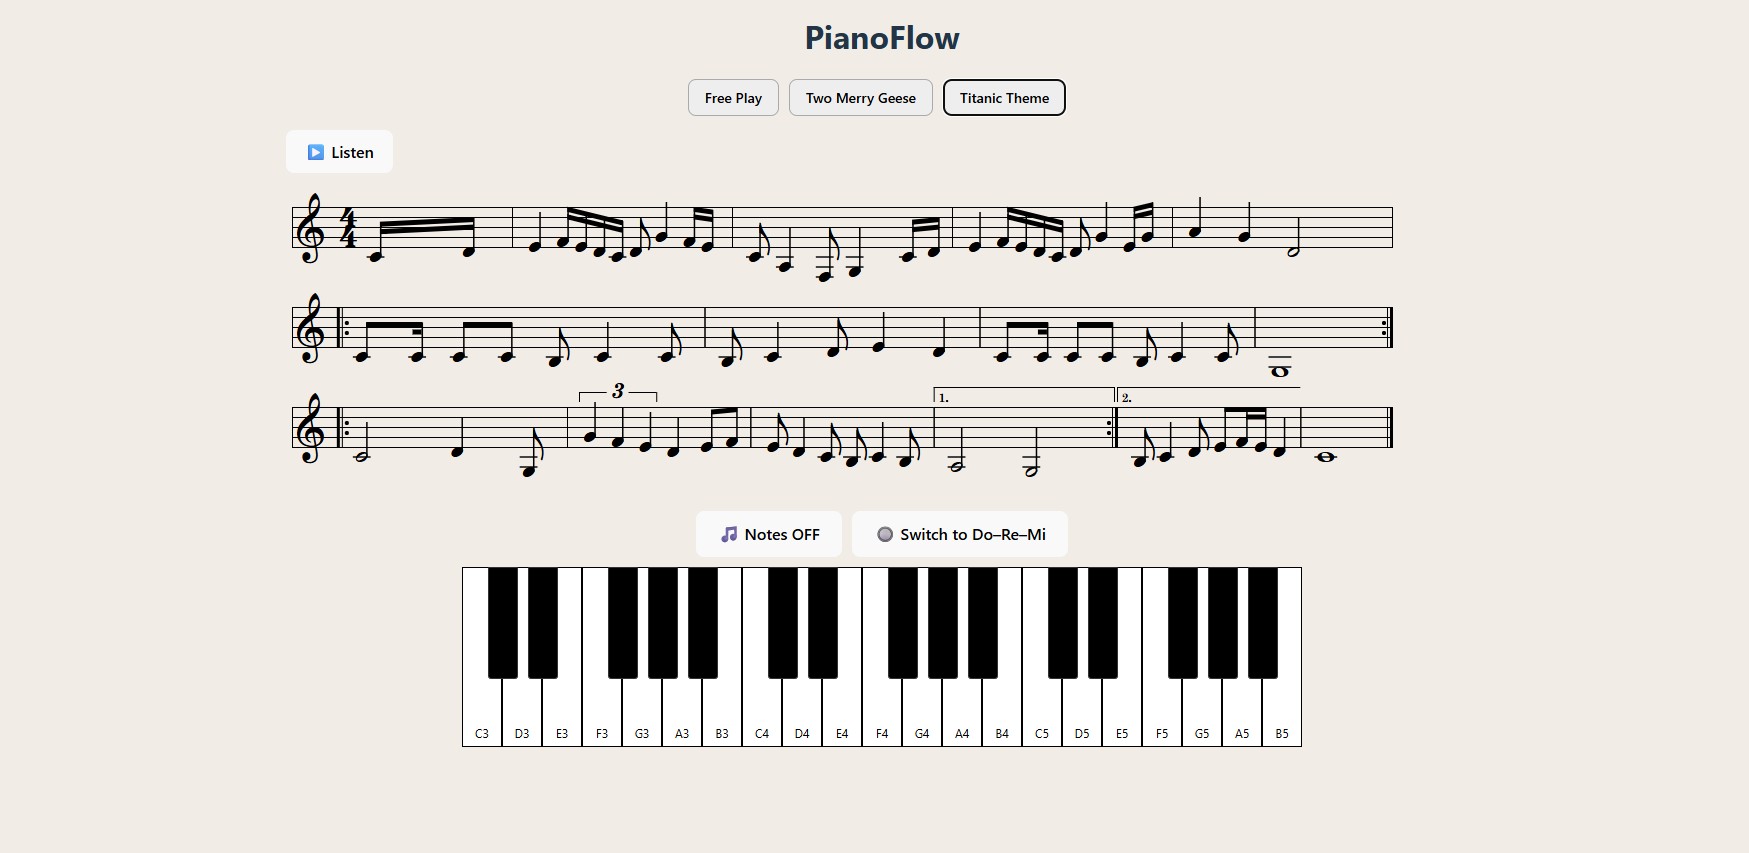 PianoFlow
Free Play Two Merry Geese Titanic Theme
Listen
4
4
3
1. 2.
Notes OFF Switch to Do–Re–Mi
C3 D3 E3 F3 G3 A3 B3 C4 D4 E4 F4 G4 A4 B4 C5 D5 E5 F5 G5 A5 B5